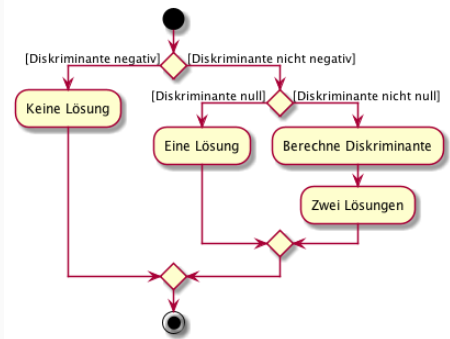 [Diskriminante negativ]
[Diskriminante nicht negativ]
Keine Lösung
[Diskriminante null]
[Diskriminante nicht null]
Eine Lösung
Berechne Diskriminante
Zwei Lösungen